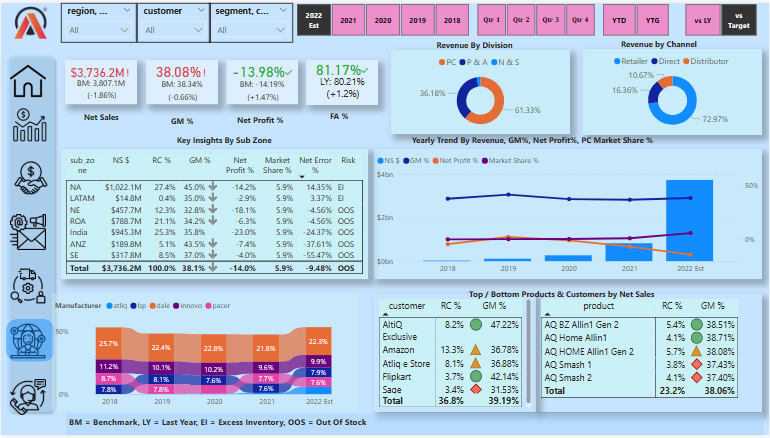 region, ... customer segment, c...
All All All
2022 Est 2021 2020 2019 2018 Qtr 1 Qtr 2 Qtr 3 Qtr 4 YTD YTG vs LY vs Target
$3,736.2M! 38.08%! -13.98%✓ 81.17%✓
BM: 3,807.1M BM: 38.34% BM: -14.19% LY: 80.21%
(-1.86%) (-0.66%) (+1.47%) (+1.2%)
Net Sales GM % Net Profit % FA %
Revenue By Division
PC P & A N & S
36.18%
61.33%
Revenue by Channel
Retailer Direct Distributor
10.67%
16.36%
72.97%
Key Insights By Sub Zone
sub_zone NS $ RC % GM % Net Profit % Market Share % Net Error % Risk
NA $1,022.1M 27.4% 45.0% -14.2% 5.9% 14.35% EI
LATAM $14.8M 0.4% 35.0% -2.9% 5.9% 3.37% EI
NE $457.7M 12.3% 32.8% -18.1% 5.9% -4.56% OOS
ROA $788.7M 21.1% 34.2% -6.3% 5.9% -4.56% OOS
India $945.3M 25.3% 35.8% -23.0% 5.9% -24.37% OOS
ANZ $189.8M 5.1% 43.5% -7.4% 5.9% -37.61% OOS
SE $317.8M 8.5% 37.0% -4.0% 5.9% -55.47% OOS
Total $3,736.2M 100.0% 38.1% -14.0% 5.9% -9.48% OOS
Yearly Trend By Revenue, GM%, Net Profit%, PC Market Share %
NS $ GM % Net Profit % Market Share %
$4bn
$2bn
$0bn
50%
0%
2018 2019 2020 2021 2022 Est
Manufacturer atliq bp dale innovo pacer
50%
0%
25.7% 22.4% 22.8% 21.8% 22.3%
11.2% 10.1% 10.2% 9.6% 9.9%
8.7% 8.1% 7.6% 7.7% 7.9%
7.8% 7.8% 7.6% 7.6%
2018 2019 2020 2021 2022 Est
Top / Bottom Products & Customers by Net Sales
customer RC % GM %
AltiQ Exclusive 8.2% 47.22%
Amazon 13.3% 36.78%
Atliq e Store 8.1% 36.88%
Flipkart 3.7% 42.14%
Sage 3.4% 31.53%
Total 36.8% 39.19%
product RC % GM %
AQ BZ Allin1 Gen 2 5.4% 38.51%
AQ Home Allin1 4.1% 38.71%
AQ HOME Allin1 Gen 2 5.7% 38.08%
AQ Smash 1 3.8% 37.43%
AQ Smash 2 4.1% 37.40%
Total 23.2% 38.06%
BM = Benchmark, LY = Last Year, EI = Excess Inventory, OOS = Out Of Stock